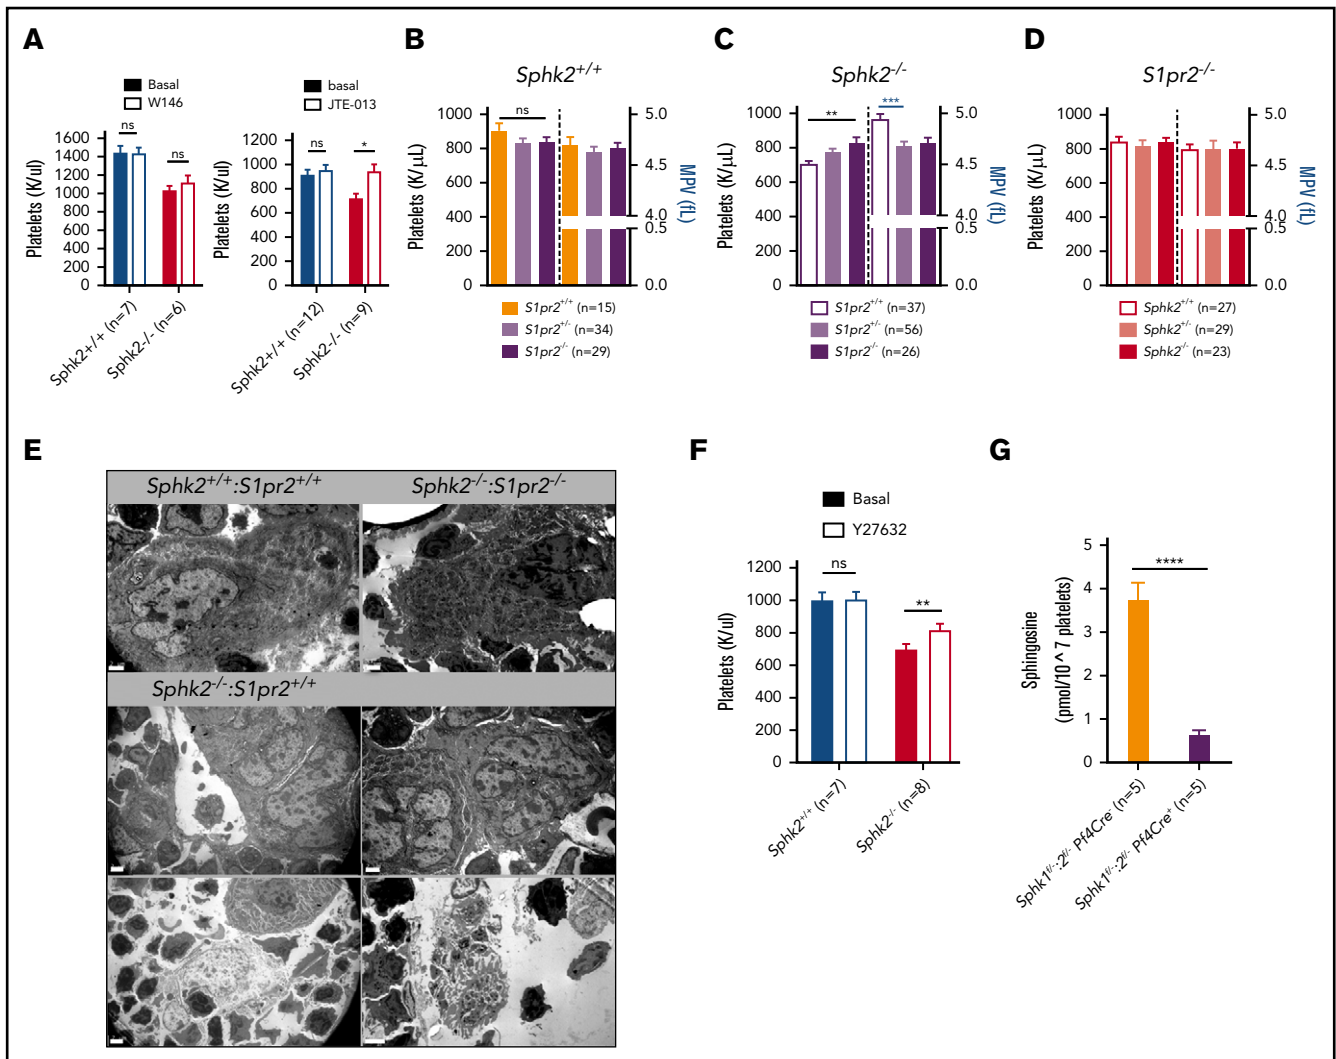 A
Basal
W146
Platelets (K/ul)
1600
1400
1200
1000
800
600
400
200
0
ns
ns
Sphk2+/+ (n=7)
Sphk2-/- (n=6)
basal
JTE-013
Platelets (K/ul)
1200
1000
800
600
400
200
0
ns
*
Sphk2+/+ (n=12)
Sphk2-/- (n=9)
B
Sphk2+/+
Platelets (K/μL)
1000
800
600
400
200
0
ns
5.0
4.5
4.0
0.5
0.0
MPV (fL)
S1pr2+/+ (n=15)
S1pr2+/- (n=34)
S1pr2-/- (n=29)
C
Sphk2-/-
Platelets (K/μL)
1000
800
600
400
200
0
**
***
5.0
4.5
4.0
0.5
0.0
MPV (fL)
S1pr2+/+ (n=37)
S1pr2+/- (n=56)
S1pr2-/- (n=26)
D
S1pr2-/-
Platelets (K/μL)
1000
800
600
400
200
0
5.0
4.5
4.0
0.5
0.0
MPV (fL)
Sphk2+/+ (n=27)
Sphk2+/- (n=29)
Sphk2-/- (n=23)
E
Sphk2+/+:S1pr2+/+
Sphk2-/-:S1pr2-/-
Sphk2-/-:S1pr2+/+
F
Basal
Y27632
Platelets (K/ul)
1200
1000
800
600
400
200
0
ns
**
Sphk2+/+ (n=7)
Sphk2-/- (n=8)
G
Sphingosine
(pmol/10^7 platelets)
5
4
3
2
1
0
****
Sphk1f/-:2f/- Pf4Cre- (n=5)
Sphk1f/-:2f/- Pf4Cre+ (n=5)